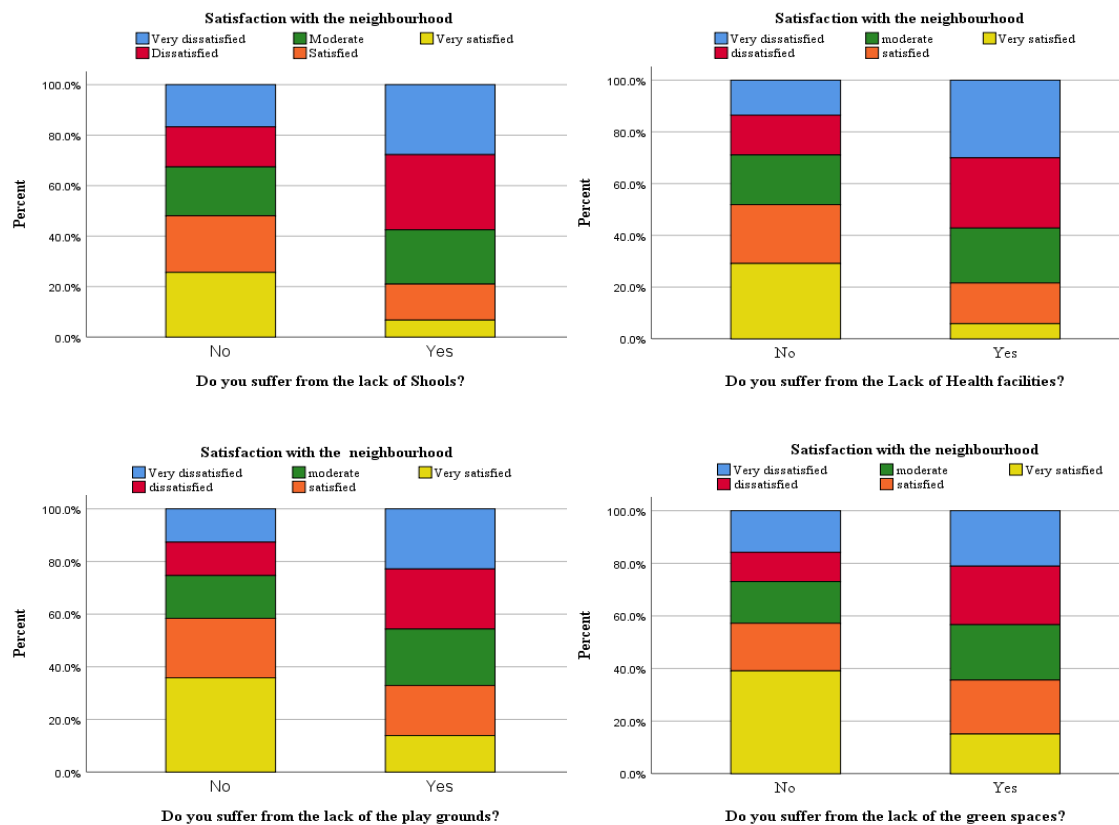 Satisfaction with the neighbourhood
Very dissatisfied Moderate Very satisfied
Dissatisfied Satisfied
100.0%
80.0%
60.0%
40.0%
20.0%
0.0%
Percent
No Yes
Do you suffer from the lack of Shools?
Satisfaction with the neighbourhood
Very dissatisfied moderate Very satisfied
dissatisfied satisfied
100.0%
80.0%
60.0%
40.0%
20.0%
0.0%
Percent
No Yes
Do you suffer from the Lack of Health facilities?
Satisfaction with the neighbourhood
Very dissatisfied moderate Very satisfied
dissatisfied satisfied
100.0%
80.0%
60.0%
40.0%
20.0%
0.0%
Percent
No Yes
Do you suffer from the lack of the play grounds?
Satisfaction with the neighbourhood
Very dissatisfied moderate Very satisfied
dissatisfied satisfied
100.0%
80.0%
60.0%
40.0%
20.0%
0.0%
Percent
No Yes
Do you suffer from the lack of the green spaces?